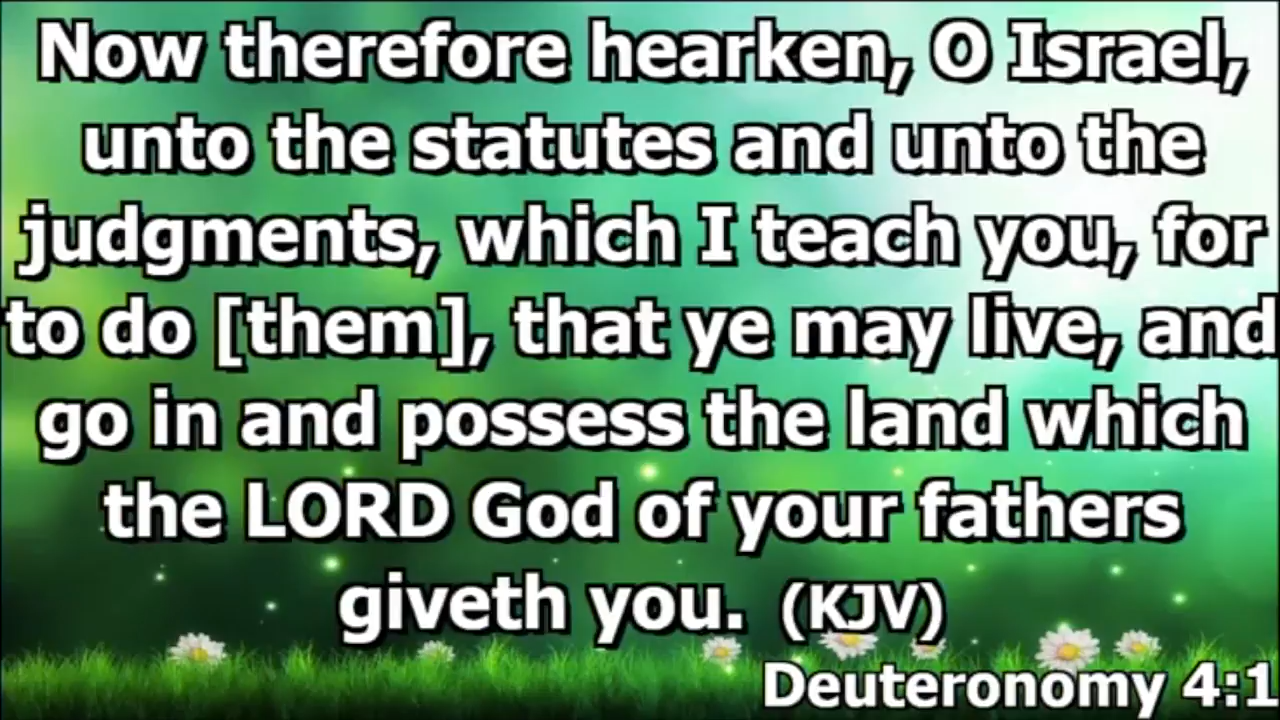 Now therefore hearken, O Israel,
unto the statutes and unto the
judgments, which I teach you, for
to do [them], that ye may live, and
go in and possess the land which
the LORD God of your fathers
giveth you. (KJV)
Deuteronomy 4:1